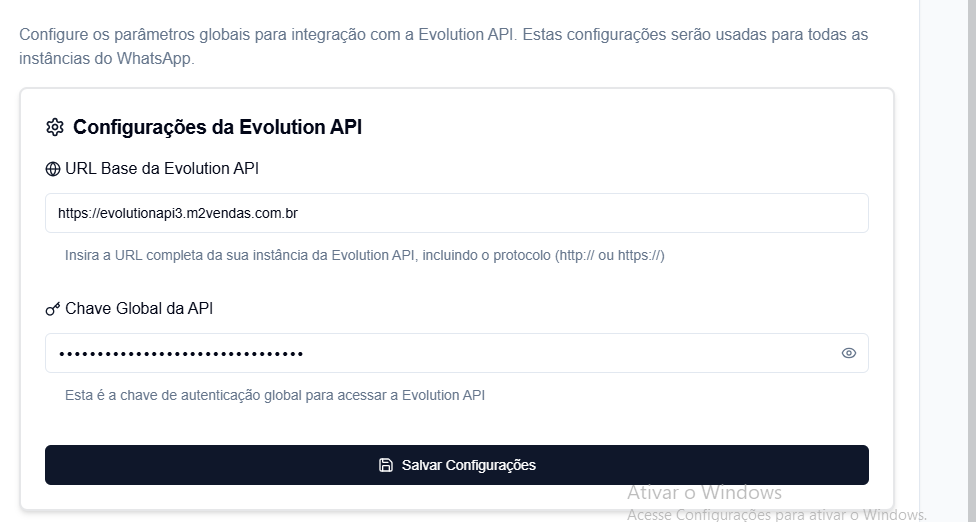 Configure os parâmetros globais para integração com a Evolution API. Estas configurações serão usadas para todas as
instâncias do WhatsApp.
Configurações da Evolution API
URL Base da Evolution API
https://evolutionapi3.m2vendas.com.br
Insira a URL completa da sua instância da Evolution API, incluindo o protocolo (http:// ou https://)
Chave Global da API
••••••••••••••••••••••••••••••••
Esta é a chave de autenticação global para acessar a Evolution API
Salvar Configurações
Ativar o Windows
Acesse Configurações para ativar o Windows.